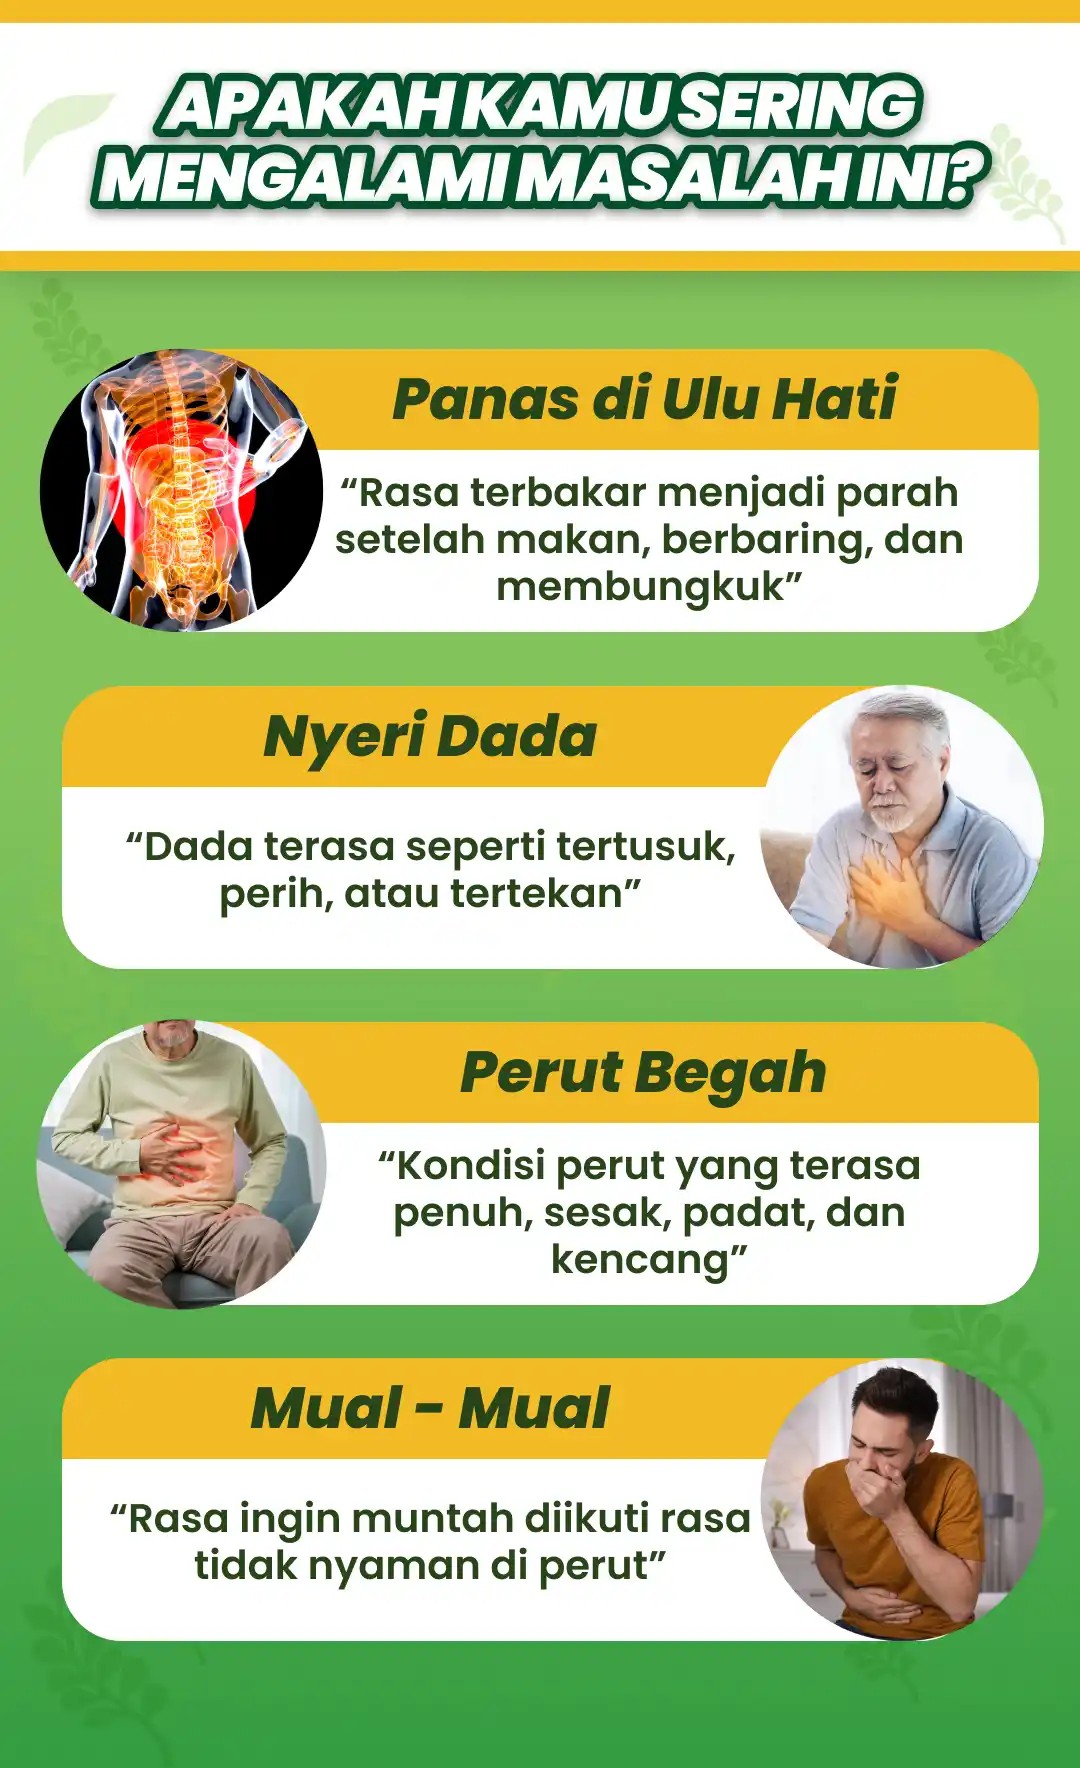 APAKAH KAMU SERING
MENGALAMI MASALAH INI?
Panas di Ulu Hati
“Rasa terbakar menjadi parah
setelah makan, berbaring, dan
membungkuk”
Nyeri Dada
“Dada terasa seperti tertusuk,
perih, atau tertekan”
Perut Begah
“Kondisi perut yang terasa
penuh, sesak, padat, dan
kencang”
Mual - Mual
“Rasa ingin muntah diikuti rasa
tidak nyaman di perut”